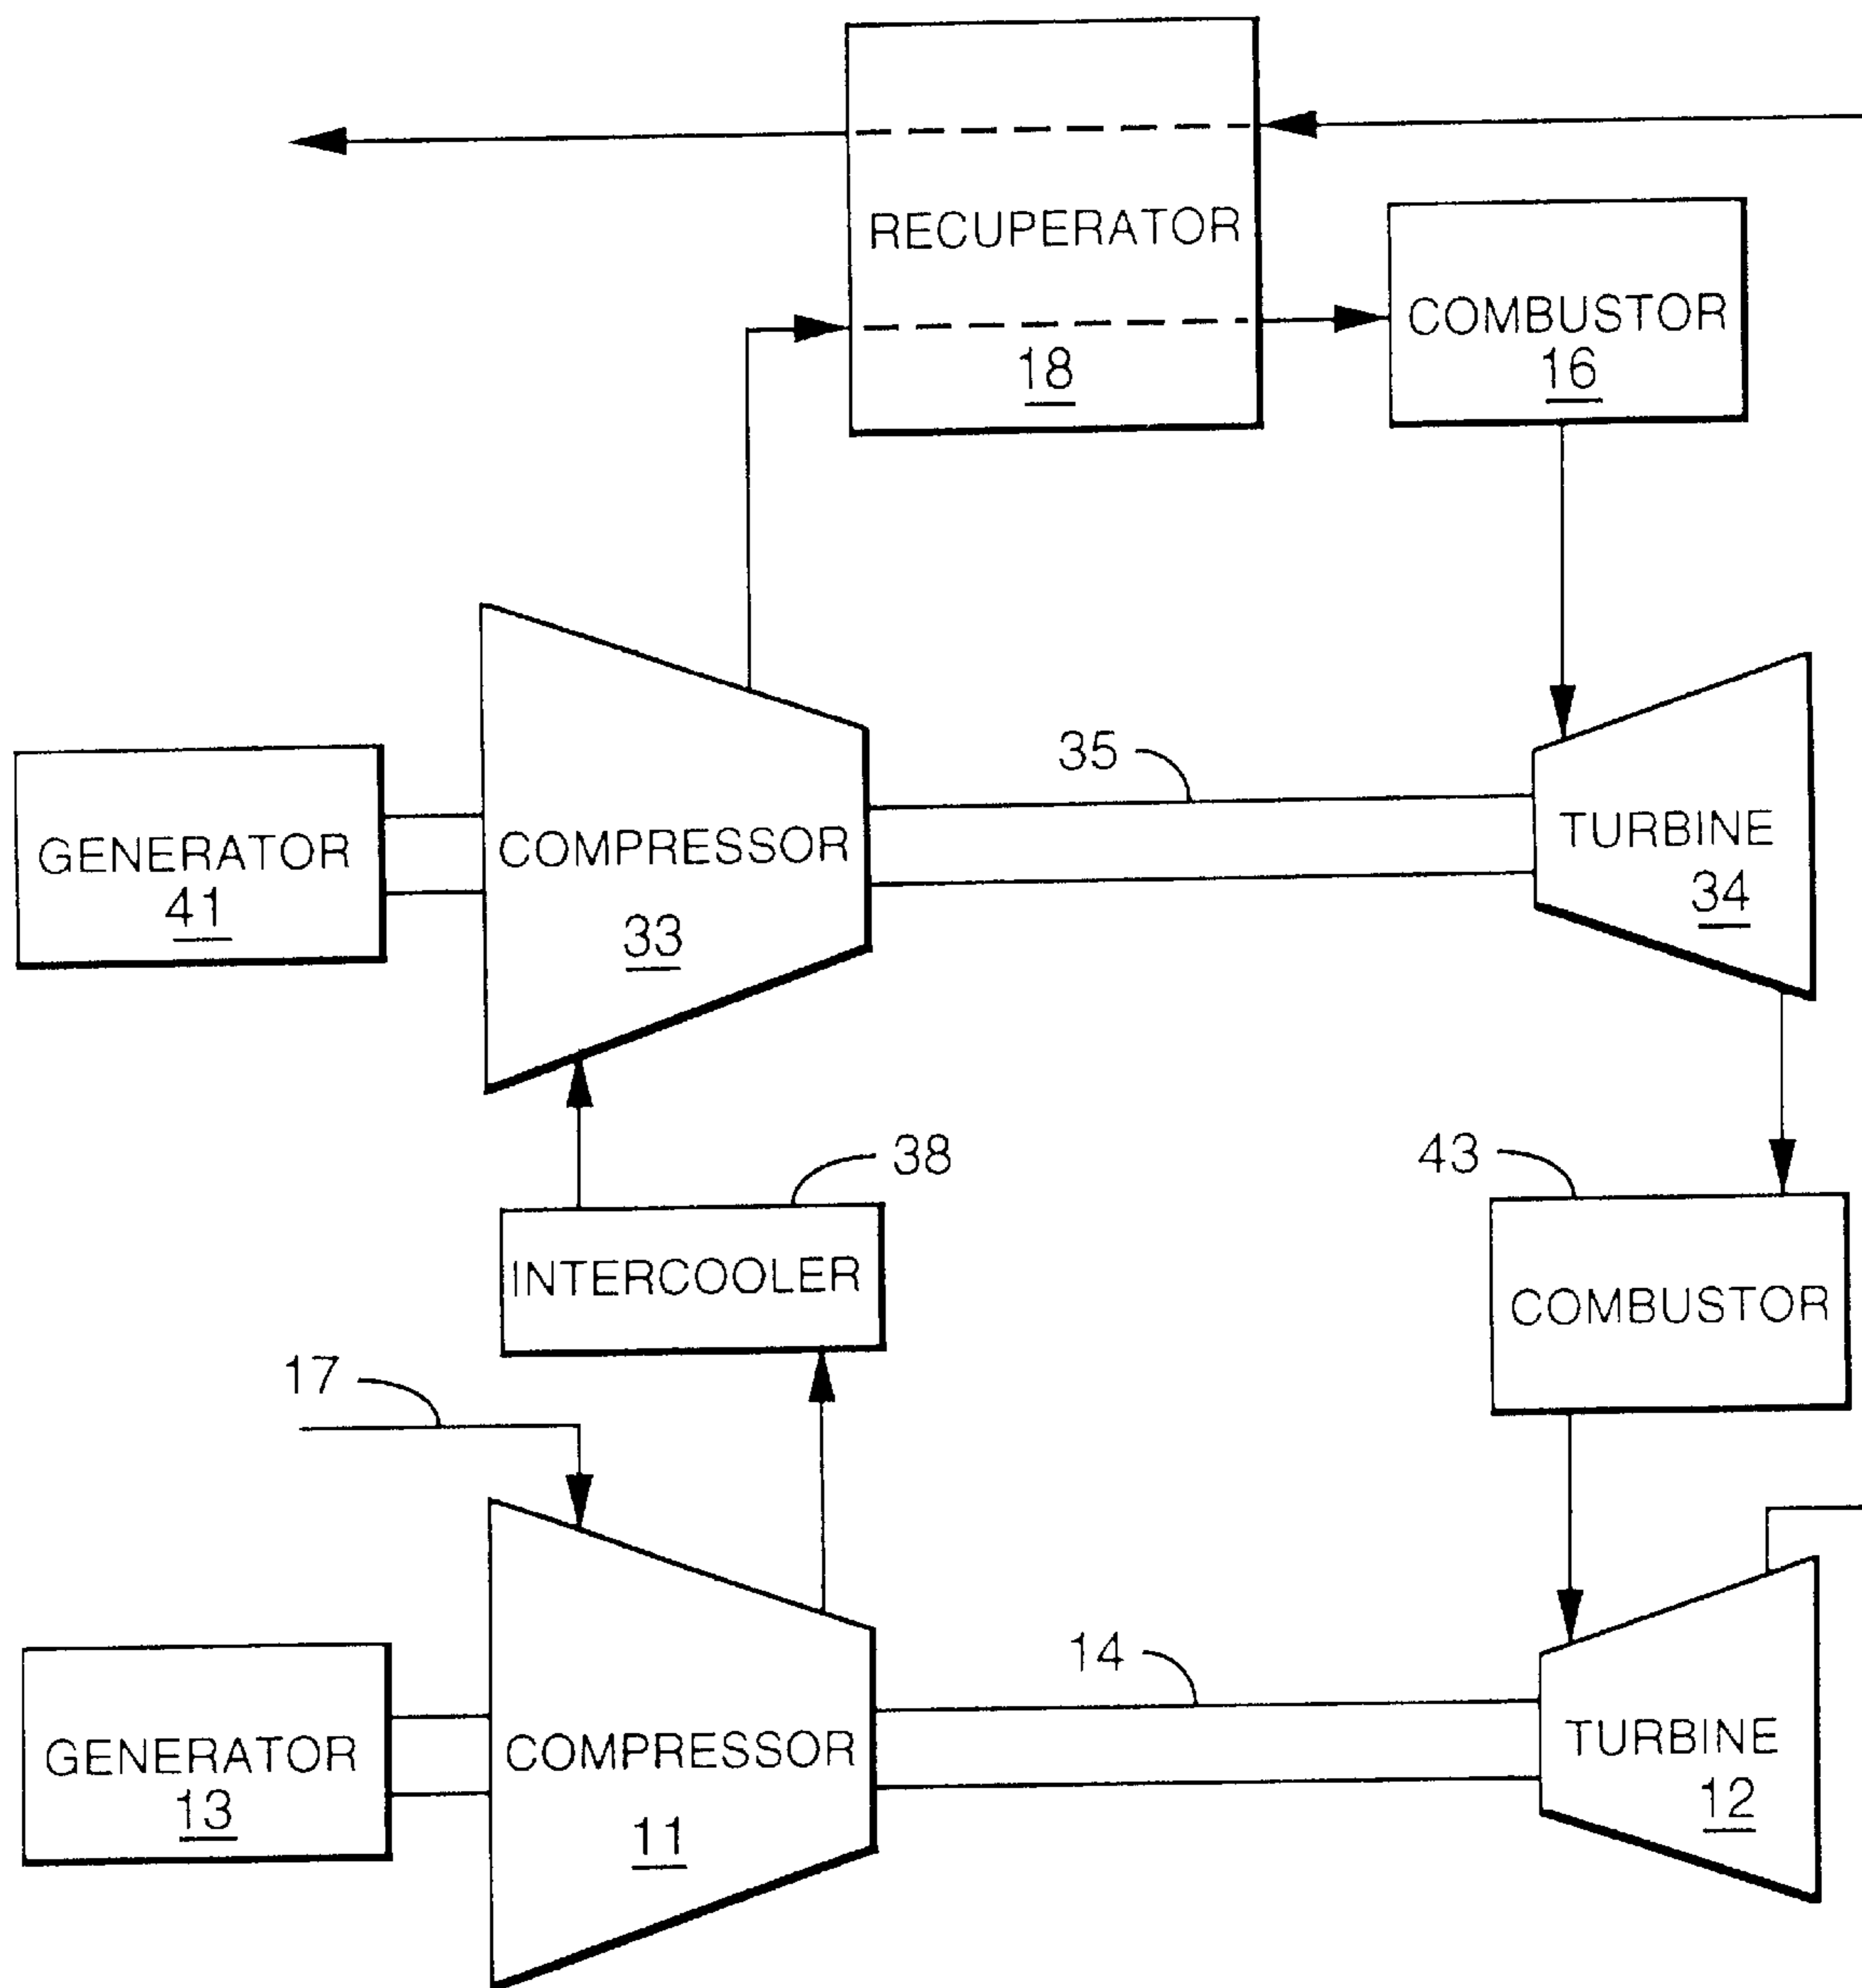 RECUPERATOR
18
COMBUSTOR
16
35
GENERATOR
41
COMPRESSOR
33
TURBINE
34
38
43
INTERCOOLER
COMBUSTOR
17
14
GENERATOR
13
COMPRESSOR
11
TURBINE
12